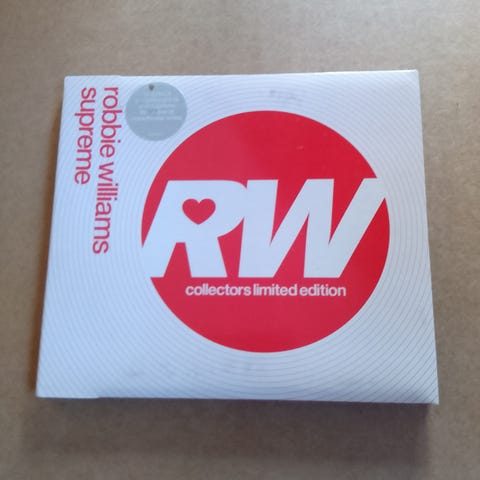 robbie williams
supreme
RW
collectors limited edition